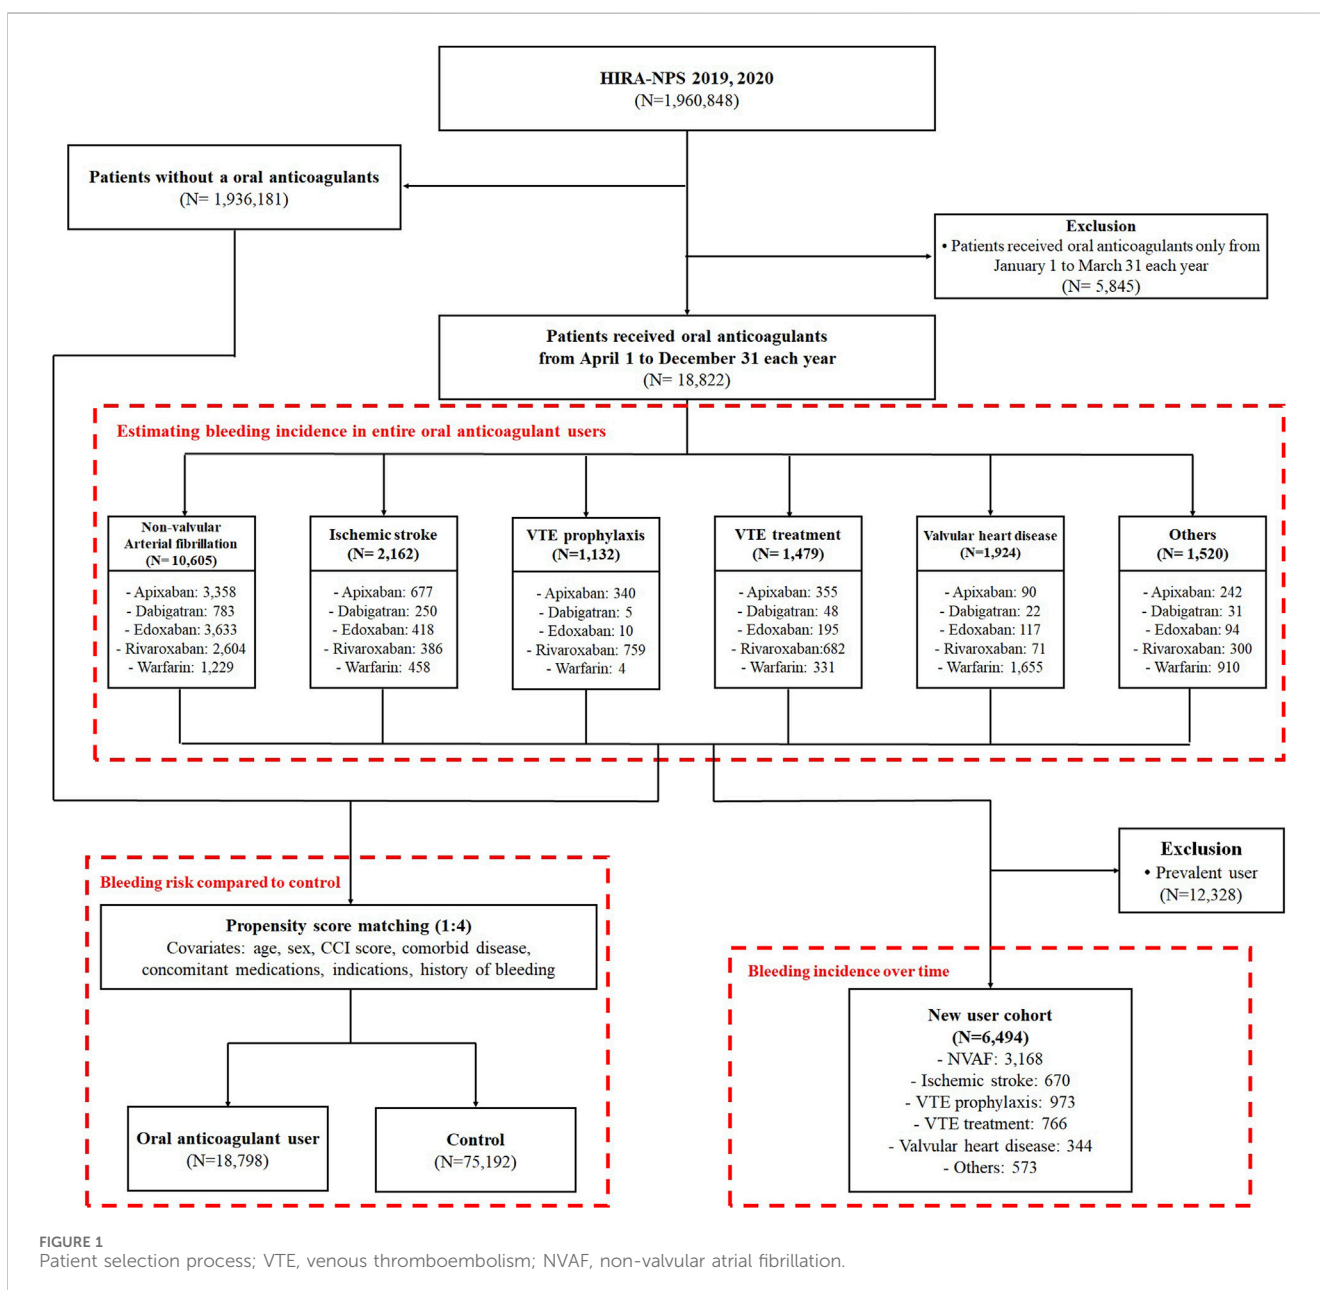 HIRA-NPS 2019, 2020
(N=1,960,848)
Patients without a oral anticoagulants
(N= 1,936,181)
Exclusion
• Patients received oral anticoagulants only from
January 1 to March 31 each year
(N= 5,845)
Patients received oral anticoagulants
from April 1 to December 31 each year
(N= 18,822)
Estimating bleeding incidence in entire oral anticoagulant users
Non-valvular
Arterial fibrillation
(N= 10,605)
- Apixaban: 3,358
- Dabigatran: 783
- Edoxaban: 3,633
- Rivaroxaban: 2,604
- Warfarin: 1,229
Ischemic stroke
(N= 2,162)
- Apixaban: 677
- Dabigatran: 250
- Edoxaban: 418
- Rivaroxaban: 386
- Warfarin: 458
VTE prophylaxis
(N=1,132)
- Apixaban: 340
- Dabigatran: 5
- Edoxaban: 10
- Rivaroxaban: 759
- Warfarin: 4
VTE treatment
(N= 1,479)
- Apixaban: 355
- Dabigatran: 48
- Edoxaban: 195
- Rivaroxaban:682
- Warfarin: 331
Valvular heart disease
(N=1,924)
- Apixaban: 90
- Dabigatran: 22
- Edoxaban: 117
- Rivaroxaban: 71
- Warfarin: 1,655
Others
(N= 1,520)
- Apixaban: 242
- Dabigatran: 31
- Edoxaban: 94
- Rivaroxaban: 300
- Warfarin: 910
Exclusion
• Prevalent user
(N=12,328)
Bleeding risk compared to control
Propensity score matching (1:4)
Covariates: age, sex, CCI score, comorbid disease,
concomitant medications, indications, history of bleeding
Oral anticoagulant user
(N=18,798)
Control
(N=75,192)
Bleeding incidence over time
New user cohort
(N=6,494)
- NVAF: 3,168
- Ischemic stroke: 670
- VTE prophylaxis: 973
- VTE treatment: 766
- Valvular heart disease: 344
- Others: 573
FIGURE 1
Patient selection process; VTE, venous thromboembolism; NVAF, non-valvular atrial fibrillation.